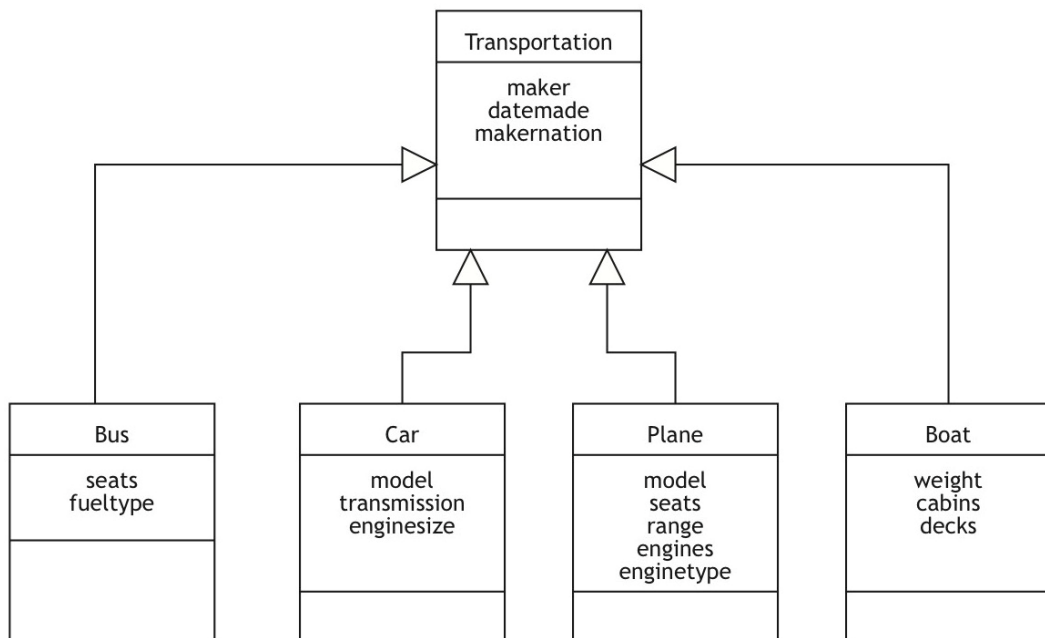 Transportation
maker
datemade
makernation
Bus
seats
fueltype
Car
model
transmission
enginesize
Plane
model
seats
range
engines
enginetype
Boat
weight
cabins
decks